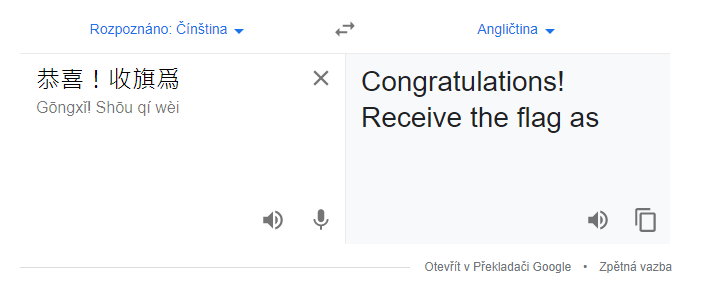 Rozpoznáno: Čínština
Angličtina
恭喜！收旗爲
Gōngxǐ! Shōu qí wèi
Congratulations!
Receive the flag as
Otevřít v Překladači Google • Zpětná vazba